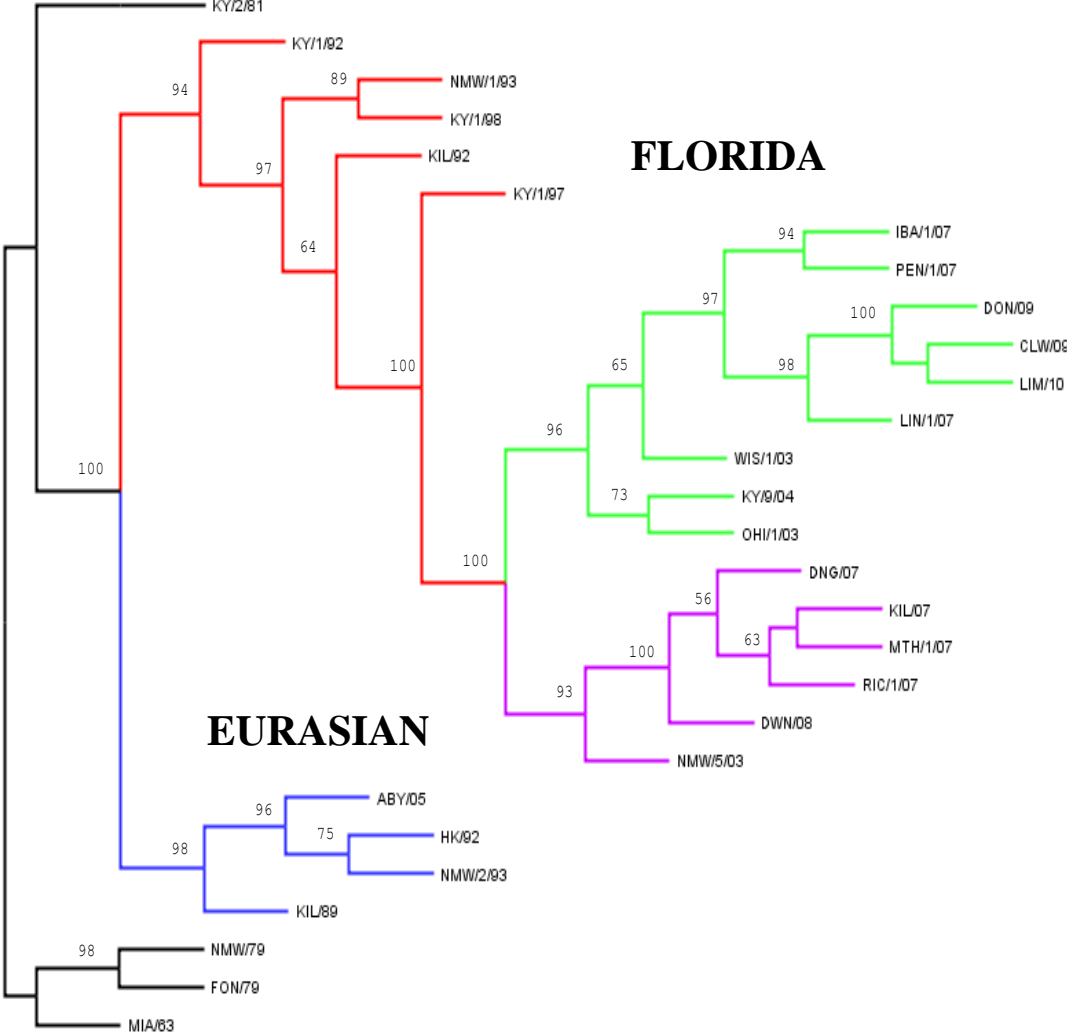 KY/2/81
KY/1/92
94
89
NMW/1/93
KY/1/98
FLORIDA
KIL/92
97
KY/1/97
64
94
IBA/1/07
PEN/1/07
97
100
DON/09
CLW/09
100
65
98
LIM/10
LIN/1/07
96
WIS/1/03
100
73
KY/9/04
OHI/1/03
100
DNG/07
56
KIL/07
63
MTH/1/07
100
RIC/1/07
93
DWN/08
EURASIAN
NMW/5/03
96
ABY/05
75
HK/92
98
NMW/2/93
KIL/89
98
NMW/79
FON/79
MIA/63